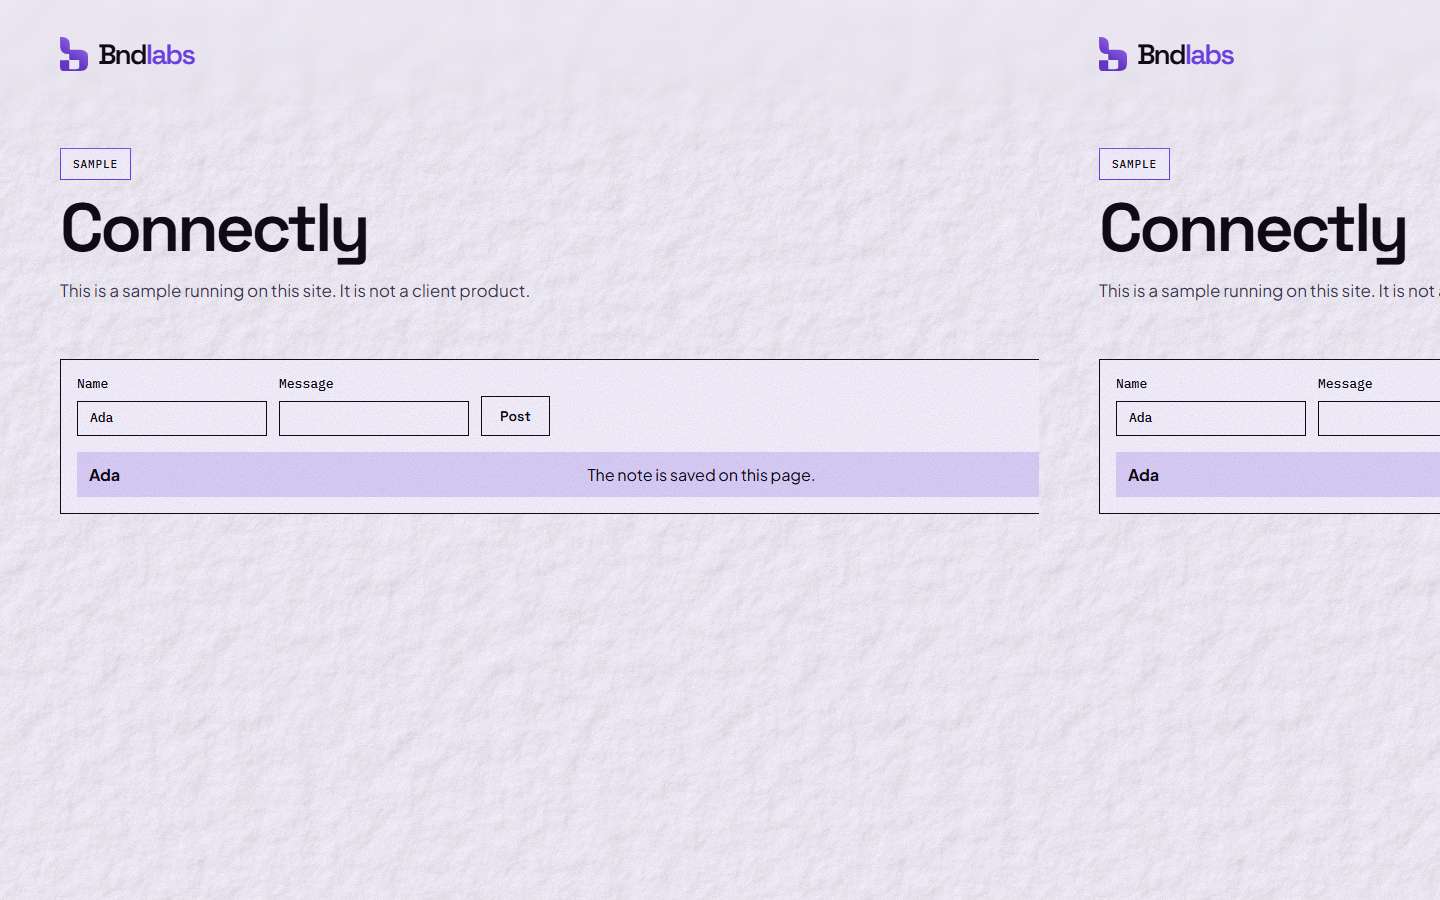 Bndlabs
SAMPLE
Connectly
This is a sample running on this site. It is not a client product.
Name Message
Ada Post
Ada The note is saved on this page.
Bndlabs
SAMPLE
Connectly
This is a sample running on this site. It is not
Name Message
Ada
Ada